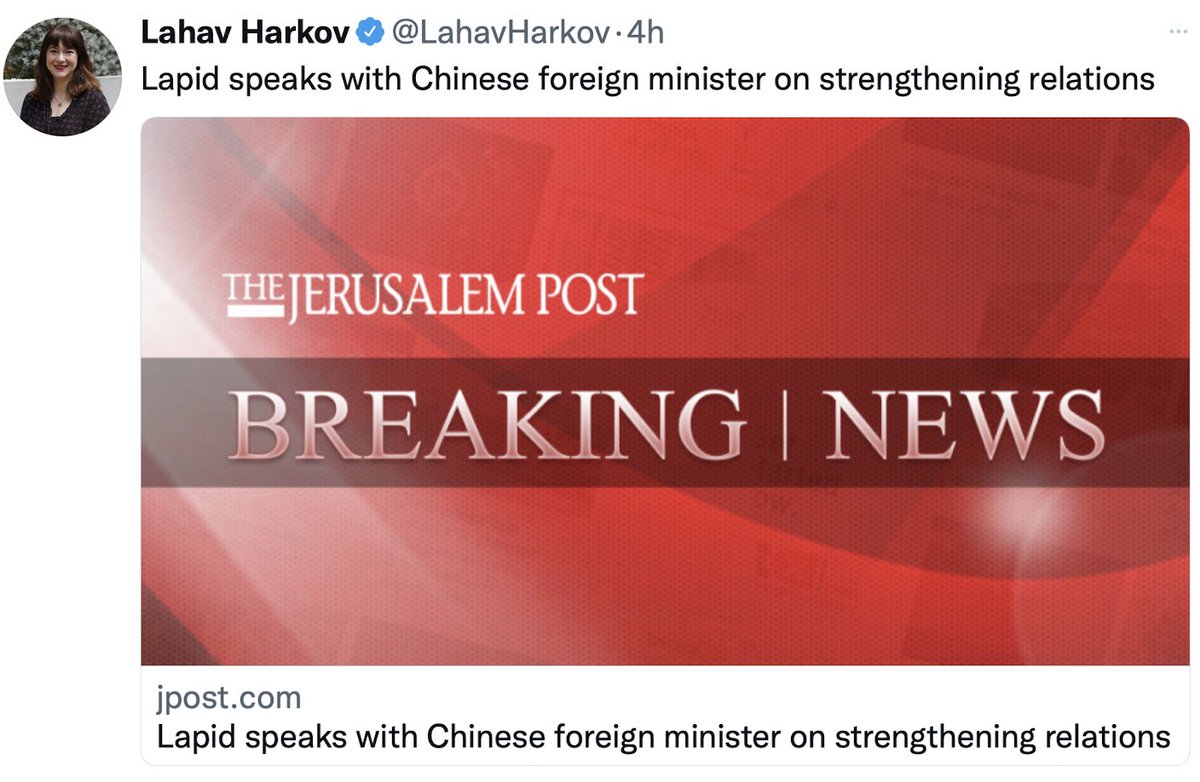 Lahav Harkov @LahavHarkov · 4h
Lapid speaks with Chinese foreign minister on strengthening relations
THE JERUSALEM POST
BREAKING | NEWS
jpost.com
Lapid speaks with Chinese foreign minister on strengthening relations